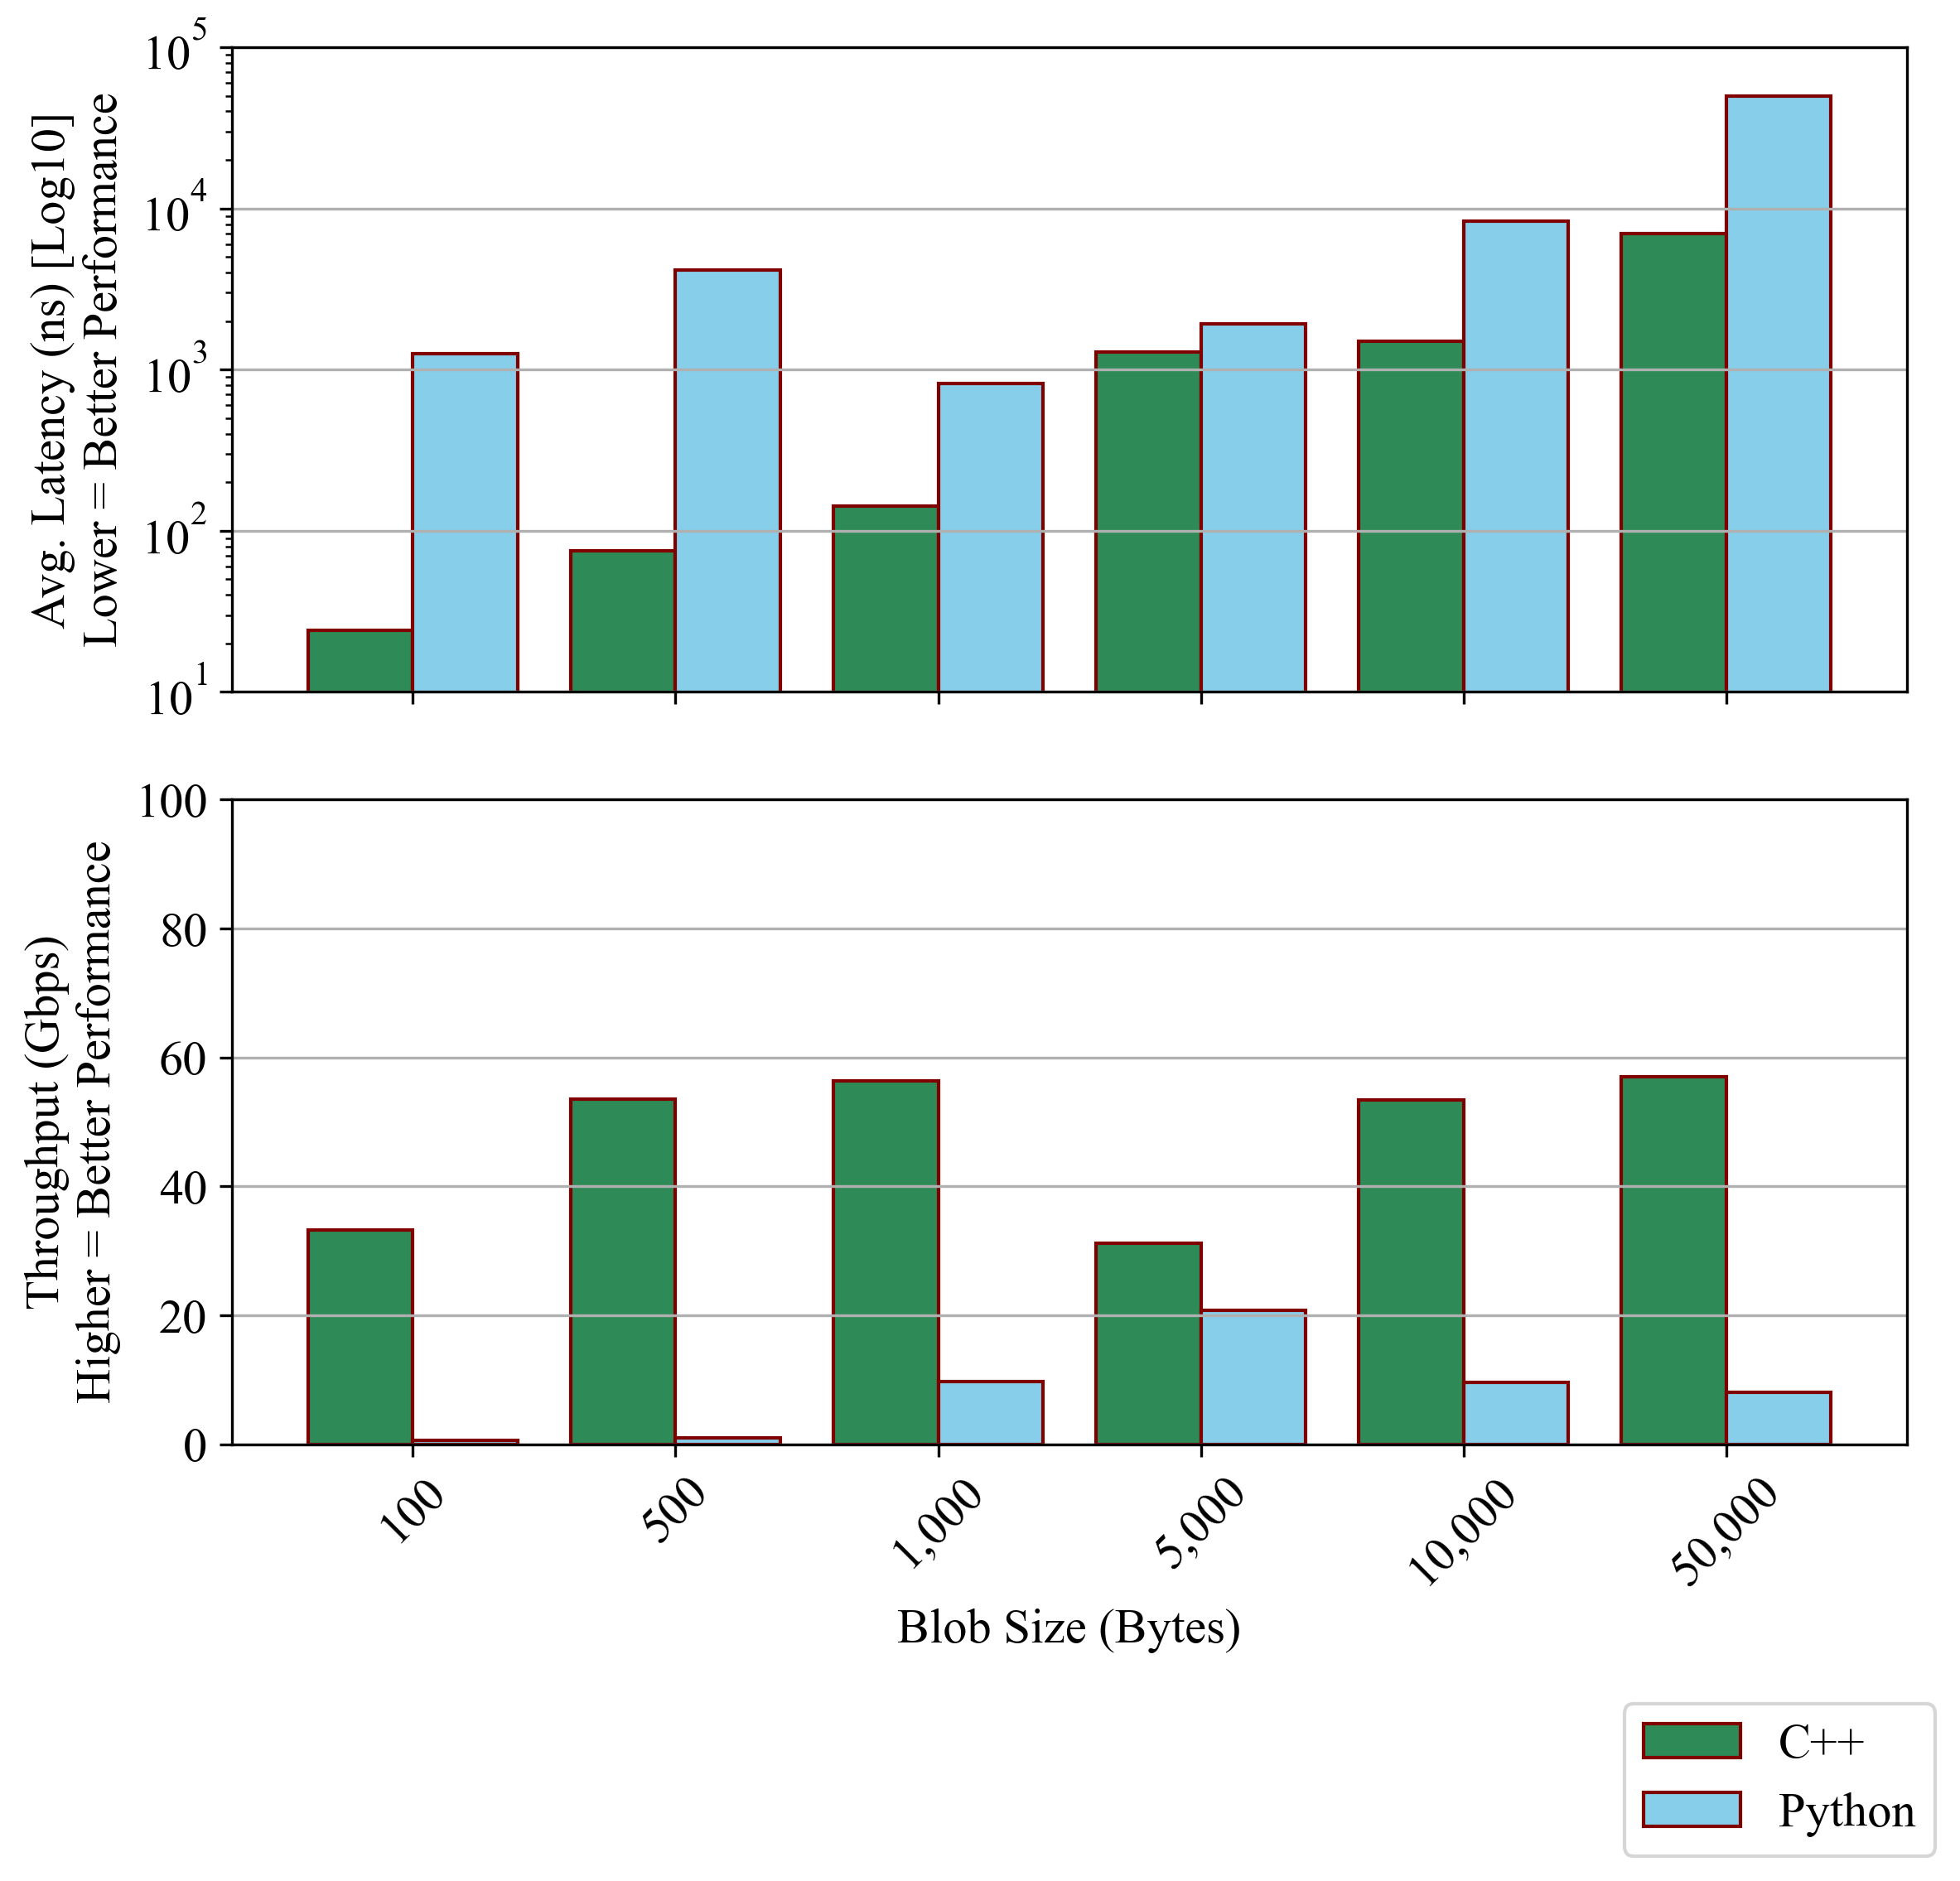 Avg. Latency (ns) [Log10]
Lower = Better Performance
10^5
10^4
10^3
10^2
10^1
Throughput (Gbps)
Higher = Better Performance
100
80
60
40
20
0
100
500
1,000
5,000
10,000
50,000
Blob Size (Bytes)
C++
Python